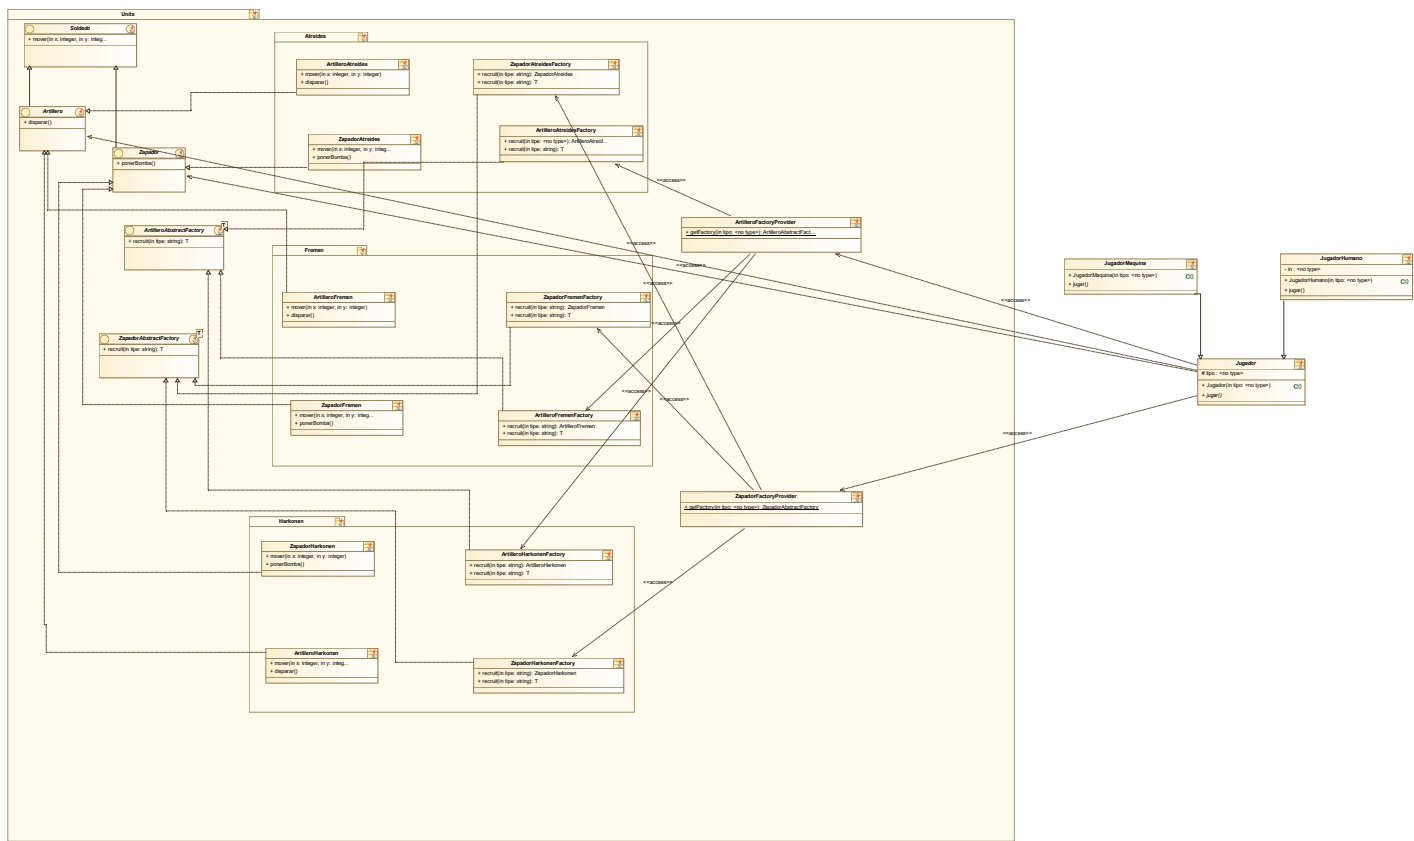 Units
Soldado
+ mover(in x: integer, in y: integ...
Artillero
+ disparar()
Zapador
+ ponerBomba()
Atreides
ArtilleroAtreides
+ mover(in x: integer, in y: integer)
+ disparar()
ZapadorAtreidesFactory
+ recruit(in tipe: string): ZapadorAtreides
+ recruit(in tipe: string): T
ZapadorAtreides
+ mover(in x: integer, in y: integ...
+ ponerBomba()
ArtilleroAtreidesFactory
+ recruit(in tipe: <no type>): ArtilleroAtreid...
+ recruit(in tipe: string): T
<<access>>
ArtilleroFactoryProvider
+ getFactory(in tipo: <no type>): ArtilleroAbstractFact...
T
ArtilleroAbstractFactory
+ recruit(in tipe: string): T
<<access>>
Fremen
<<access>>
<<access>>
JugadorMaquina
+ JugadorMaquina(in tipo: <no type>)
+ jugar()
JugadorHumano
- in : <no type>
+ JugadorHumano(in tipo: <no type>)
+ jugar()
ArtilleroFremen
+ mover(in x: integer, in y: integer)
+ disparar()
ZapadorFremenFactory
+ recruit(in tipe: string): ZapadorFremen
+ recruit(in tipe: string): T
<<access>>
<<access>>
T
ZapadorAbstractFactory
+ recruit(in tipe: string): T
Jugador
# tipo : <no type>
+ Jugador(in tipo: <no type>)
+ jugar()
<<access>>
<<access>>
ZapadorFremen
+ mover(in x: integer, in y: integ...
+ ponerBomba()
ArtilleroFremenFactory
+ recruit(in tipe: string): ArtilleroFremen
+ recruit(in tipe: string): T
<<access>>
ZapadorFactoryProvider
+ getFactory(in tipo: <no type>): ZapadorAbstractFactory
Harkonen
ZapadorHarkonen
+ mover(in x: integer, in y: integer)
+ ponerBomba()
ArtilleroHarkonenFactory
+ recruit(in tipe: string): ArtilleroHarkonen
+ recruit(in tipe: string): T
<<access>>
ArtilleroHarkonen
+ mover(in x: integer, in y: integ...
+ disparar()
ZapadorHarkonenFactory
+ recruit(in tipe: string): ZapadorHarkonen
+ recruit(in tipe: string): T